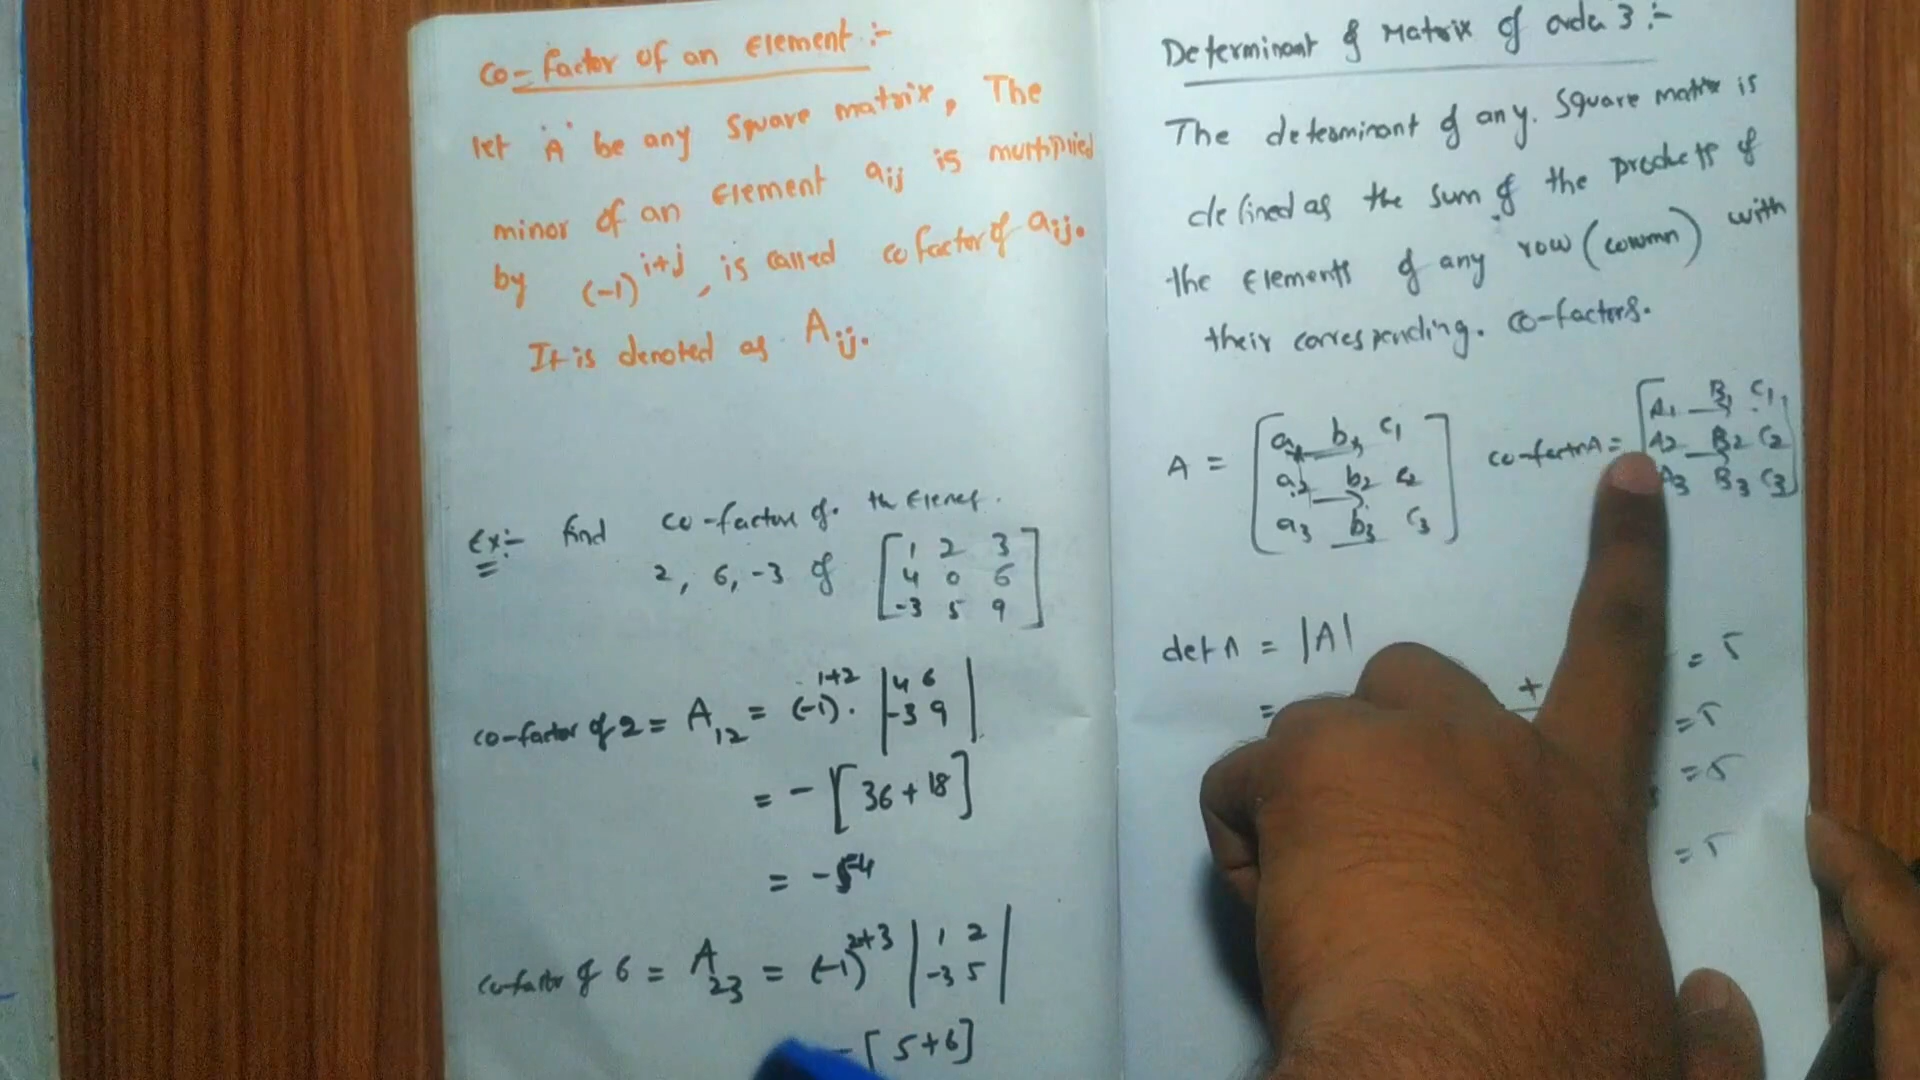 Co-factor of an Element :-
let 'A' be any Square matrix, The
minor of an Element aij is multiplied
by (-1)^i+j, is called cofactor of aij.
It is denoted as Aij.
Ex:- find co-factors of the
2, 6, -3 of [1 2 3
4 0 6
-3 5 9]
co-factor of 2 = A12 = (-1)^1+2 . |4 6
-3 9|
= - [36+18]
= -54
co-factor of 6 = A23 = (-1)^2+3 |1 2
-3 5|
- [5+6]
Determinant of Matrix of order 3 :-
The determinant of any Square matrix is
defined as the sum of the products of
the Elements of any row (column) with
their corresponding. co-factors.
A = [a1 b1 c1
a2 b2 c2
a3 b3 c3]
co-factor A = [A1 B1 C1
A2 B2 C2
A3 B3 C3]
det A = |A|
=
+
= 5
= 5
= 5
= 5